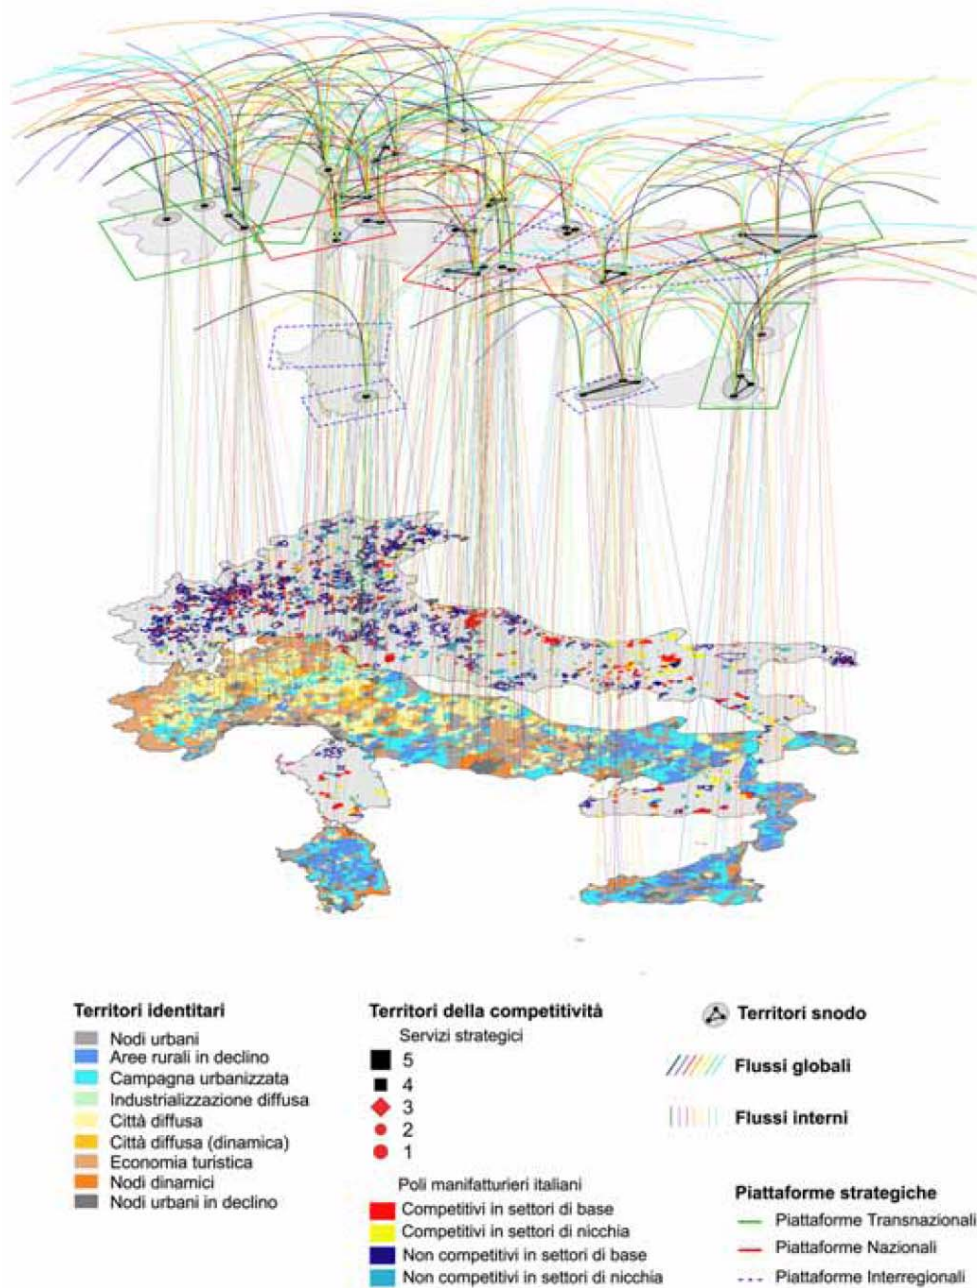 Territori identitari
Nodi urbani
Aree rurali in declino
Campagna urbanizzata
Industrializzazione diffusa
Città diffusa
Città diffusa (dinamica)
Economia turistica
Nodi dinamici
Nodi urbani in declino
Territori della competitività
Servizi strategici
5
4
3
2
1
Poli manifatturieri italiani
Competitivi in settori di base
Competitivi in settori di nicchia
Non competitivi in settori di base
Non competitivi in settori di nicchia
Territori snodo
Flussi globali
Flussi interni
Piattaforme strategiche
Piattaforme Transnazionali
Piattaforme Nazionali
Piattaforme Interregionali